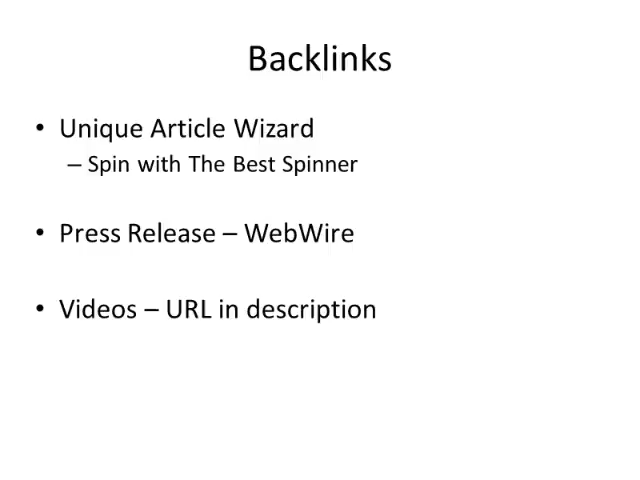 Backlinks
• Unique Article Wizard
– Spin with The Best Spinner
• Press Release – WebWire
• Videos – URL in description